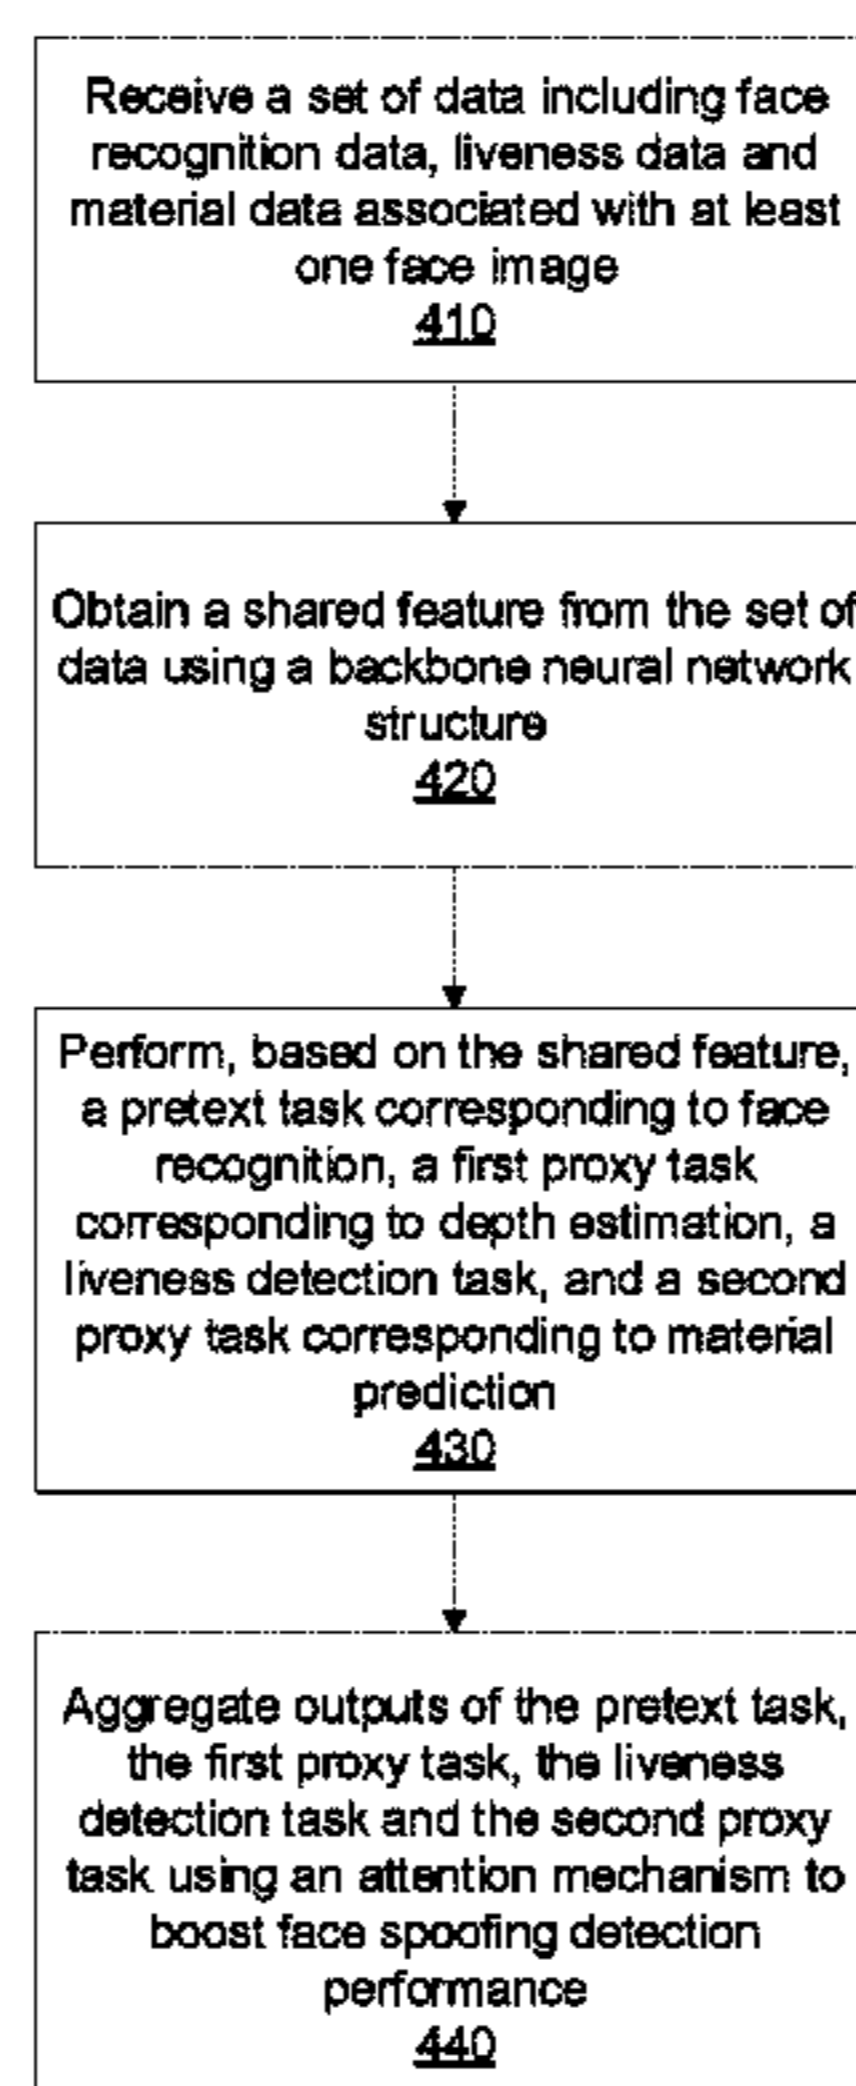 Receive a set of data including face
recognition data, liveness data and
material data associated with at least
one face image
410
Obtain a shared feature from the set of
data using a backbone neural network
structure
420
Perform, based on the shared feature,
a pretext task corresponding to face
recognition, a first proxy task
corresponding to depth estimation, a
liveness detection task, and a second
proxy task corresponding to material
prediction
430
Aggregate outputs of the pretext task,
the first proxy task, the liveness
detection task and the second proxy
task using an attention mechanism to
boost face spoofing detection
performance
440